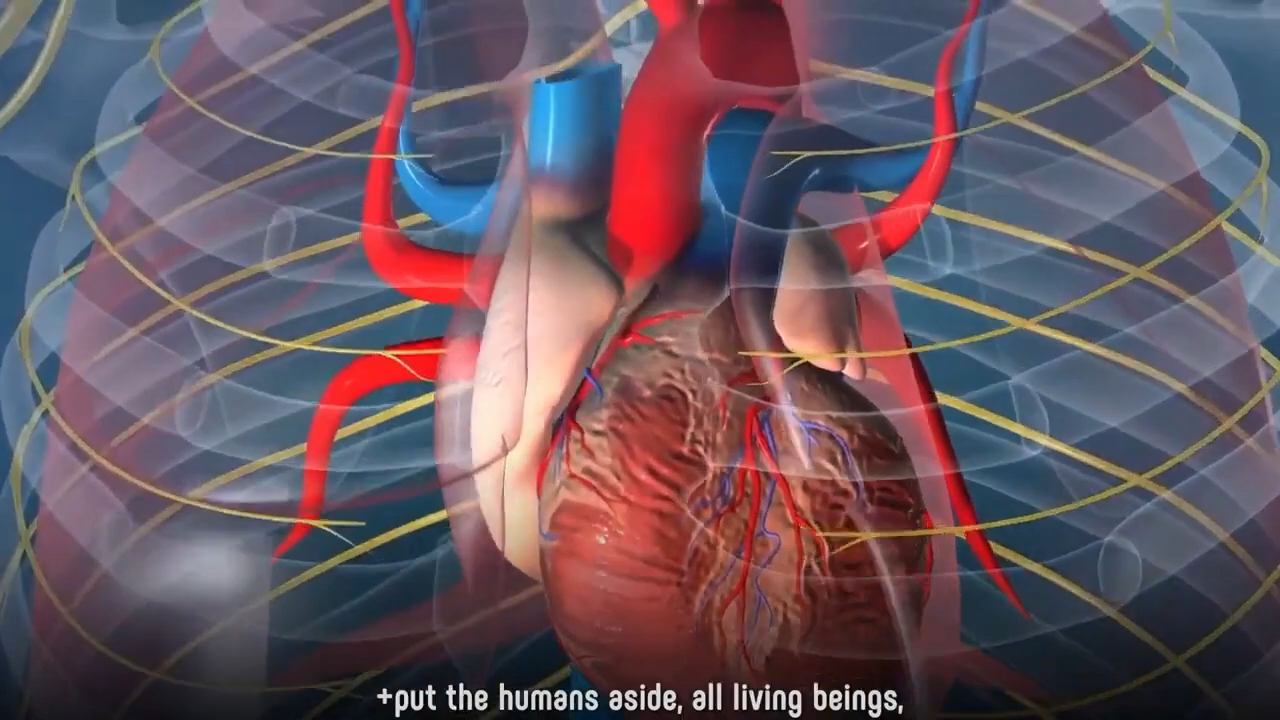 +put the humans aside, all living beings,